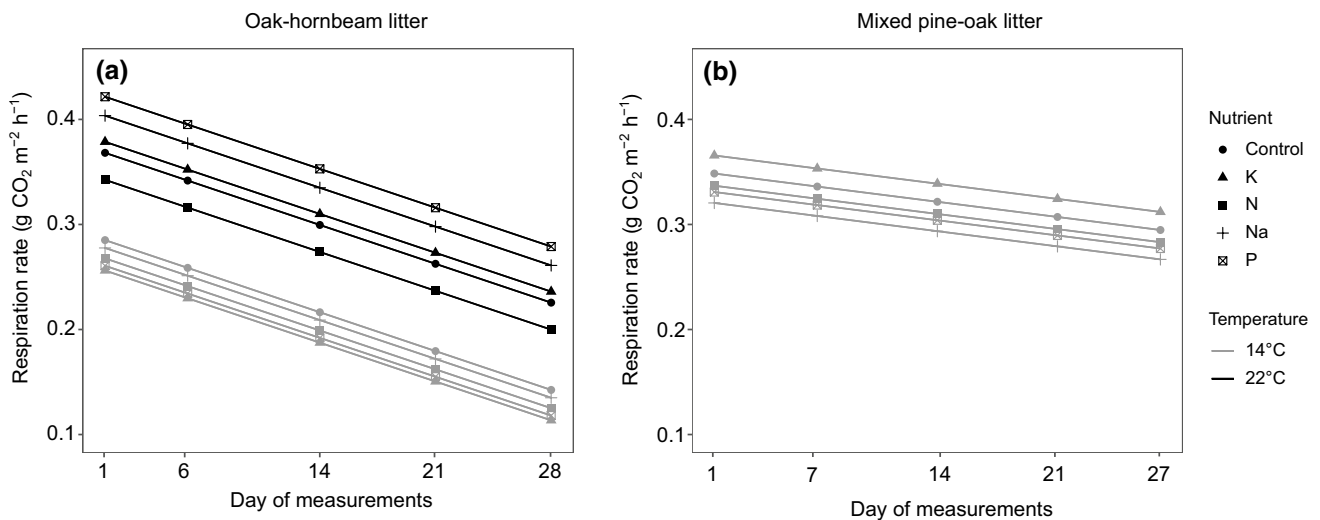 Oak-hornbeam litter
Mixed pine-oak litter
(a)
(b)
Respiration rate (g CO₂ m⁻² h⁻¹)
0.4
0.3
0.2
0.1
1 6 14 21 28
Day of measurements
Respiration rate (g CO₂ m⁻² h⁻¹)
0.4
0.3
0.2
0.1
1 7 14 21 27
Day of measurements
Nutrient
Control
K
N
Na
P
Temperature
14°C
22°C